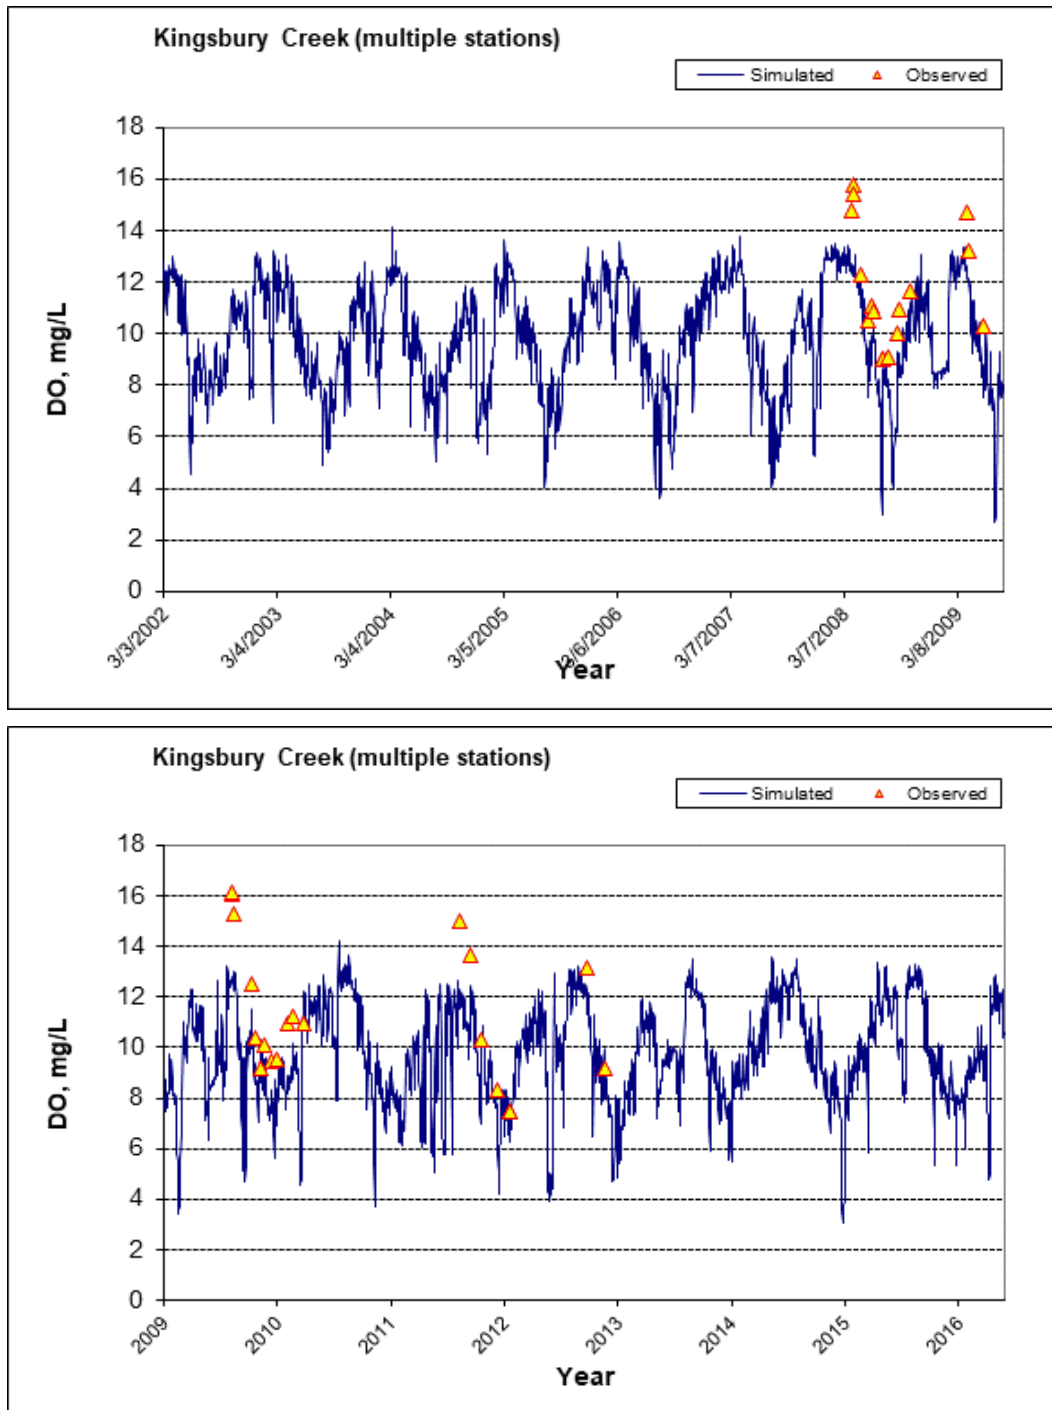 Kingsbury Creek (multiple stations)
Simulated Observed
18
16
14
12
10
8
6
4
2
0
DO, mg/L
3/3/2002 3/4/2003 3/4/2004 3/5/2005 3/6/2006 3/7/2007 3/7/2008 3/8/2009
Year
Kingsbury Creek (multiple stations)
Simulated Observed
18
16
14
12
10
8
6
4
2
0
DO, mg/L
2009 2010 2011 2012 2013 2014 2015 2016
Year